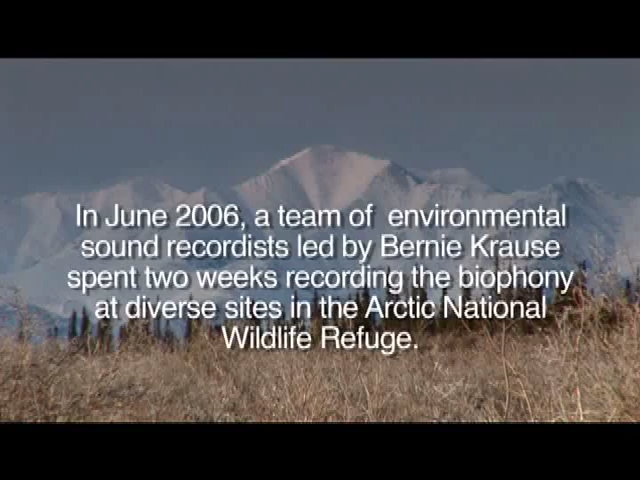 In June 2006, a team of  environmental
sound recordists led by Bernie Krause
spent two weeks recording the biophony
at diverse sites in the Arctic National
Wildlife Refuge.